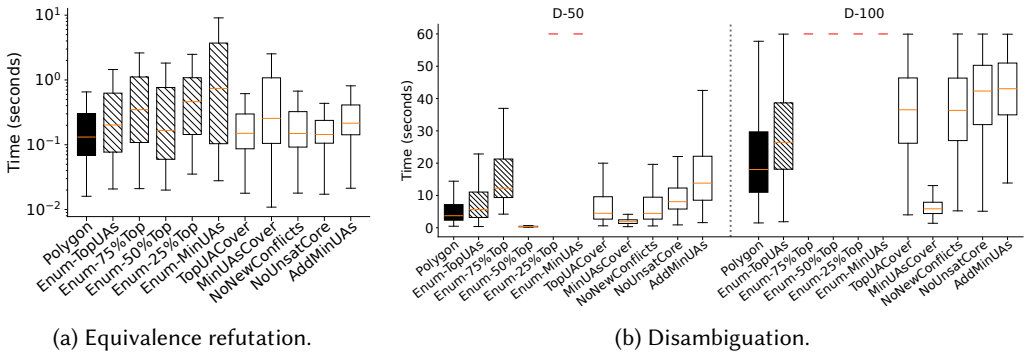 D-50
D-100
Time (seconds)
10¹
10⁰
10⁻¹
10⁻²
Polygon
Enum-TopUAs
Enum-75%Top
Enum-50%Top
Enum-25%Top
Enum-MinUAs
TopUACover
MinUAsCover
NoNewConflicts
NoUnsatCore
AddMinUAs
Time (seconds)
60
50
40
30
20
10
0
Polygon
Enum-TopUAs
Enum-75%Top
Enum-50%Top
Enum-25%Top
Enum-MinUAs
TopUACover
MinUAsCover
NoNewConflicts
NoUnsatCore
AddMinUAs
Polygon
Enum-TopUAs
Enum-75%Top
Enum-50%Top
Enum-25%Top
Enum-MinUAs
TopUACover
MinUAsCover
NoNewConflicts
NoUnsatCore
AddMinUAs
(a) Equivalence refutation.
(b) Disambiguation.